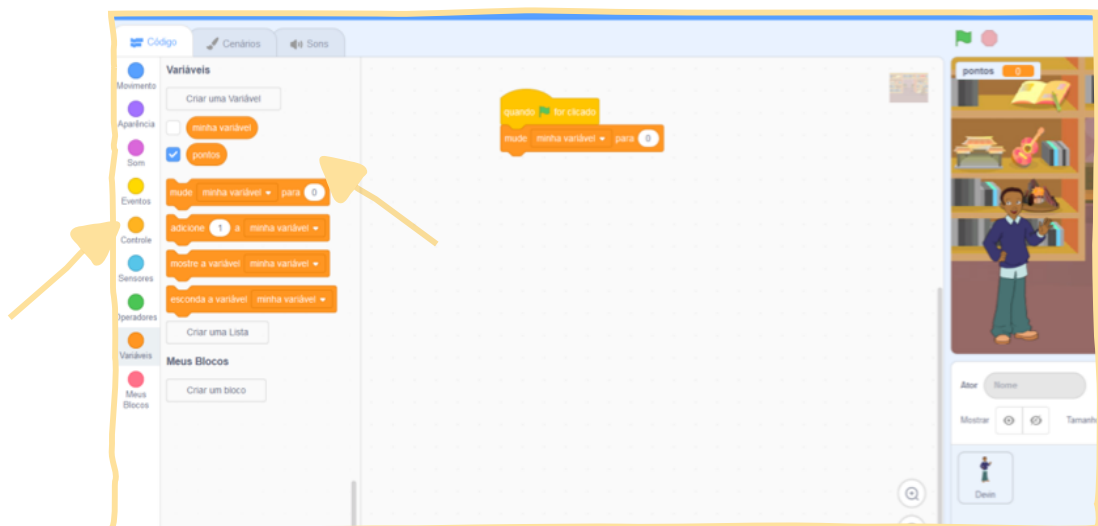 Código
Cenários
Sons
Movimento
Aparência
Som
Eventos
Controle
Sensores
Operadores
Variáveis
Meus
Blocos
Variáveis
Criar uma Variável
minha variável
pontos
mude minha variável para 0
adicione 1 a minha variável
mostre a variável minha variável
esconda a variável minha variável
Criar uma Lista
Meus Blocos
Criar um bloco
quando for clicado
mude minha variável para 0
pontos 0
Ator Nome
Mostrar Tamanh
Devin